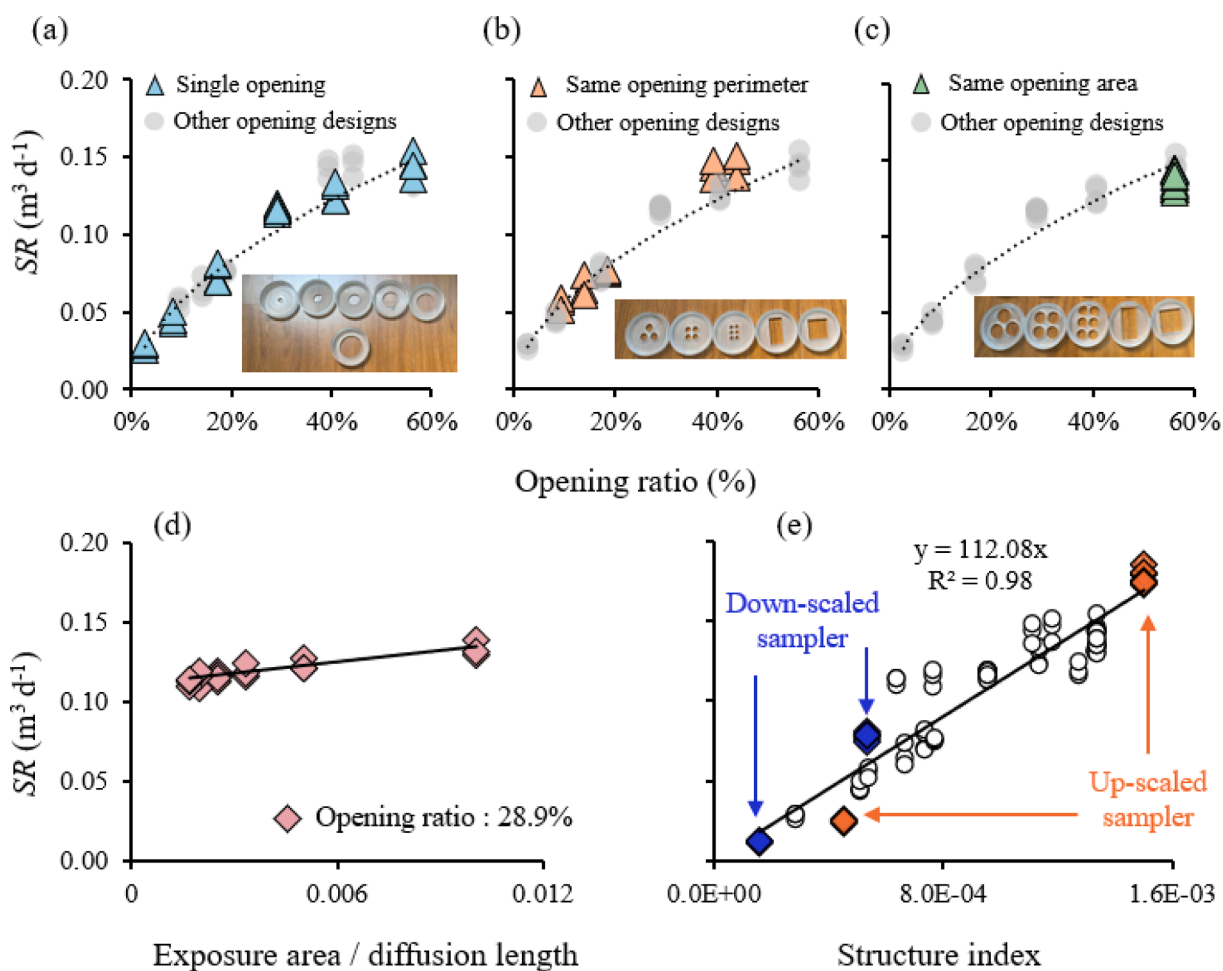 (a)
(b)
(c)
SR (m³ d⁻¹)
0.20
0.15
0.10
0.05
0.00
Single opening
Other opening designs
0%
20%
40%
60%
Same opening perimeter
Other opening designs
0%
20%
40%
60%
Same opening area
Other opening designs
0%
20%
40%
60%
Opening ratio (%)
(d)
(e)
SR (m³ d⁻¹)
0.20
0.15
0.10
0.05
0.00
Opening ratio : 28.9%
0
0.006
0.012
Exposure area / diffusion length
y = 112.08x
R² = 0.98
Down-scaled
sampler
Up-scaled
sampler
0.0E+00
8.0E-04
1.6E-03
Structure index